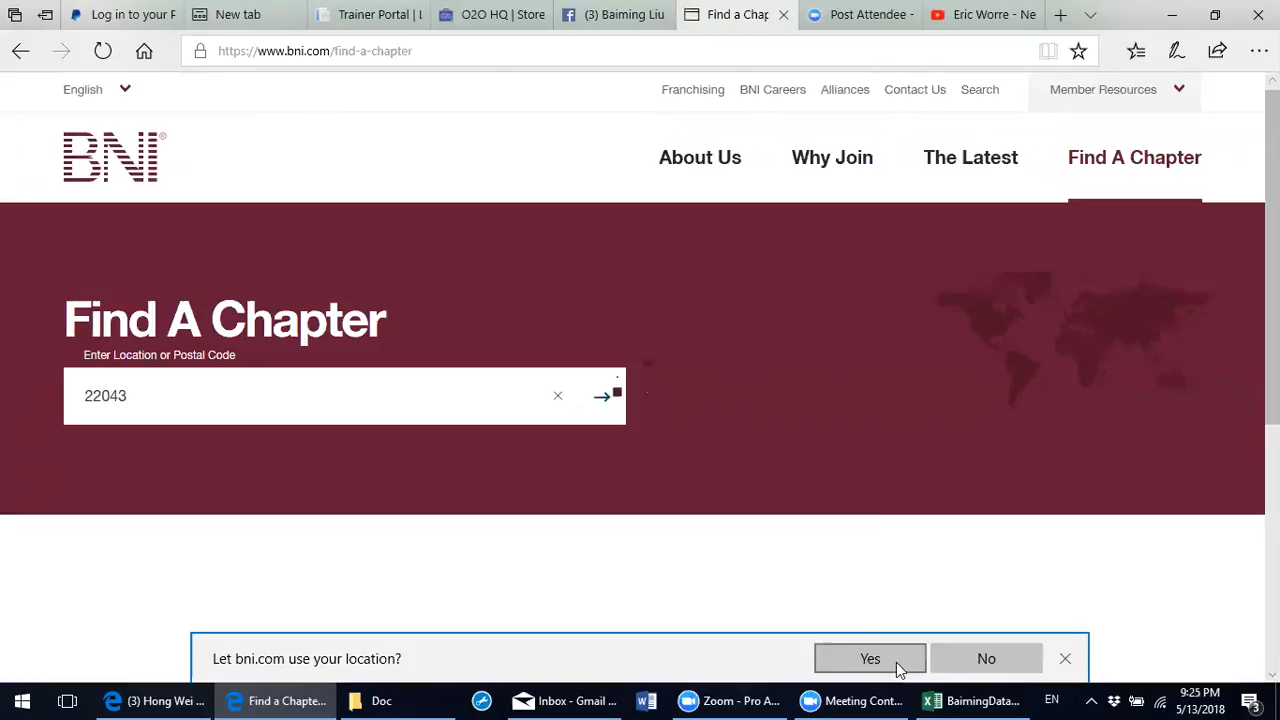 Log in to your P
New tab
Trainer Portal | L
O2O HQ | Store
(3) Baiming Liu
Find a Chap
Post Attendee -
Eric Worre - Ne
https://www.bni.com/find-a-chapter
English
Franchising
BNI Careers
Alliances
Contact Us
Search
Member Resources
BNI®
About Us
Why Join
The Latest
Find A Chapter
Find A Chapter
Enter Location or Postal Code
22043
Let bni.com use your location?
Yes
No
(3) Hong Wei ...
Find a Chapte...
Doc
Inbox - Gmail ...
Zoom - Pro A...
Meeting Cont...
BaimingData...
EN
9:25 PM
5/13/2018
3